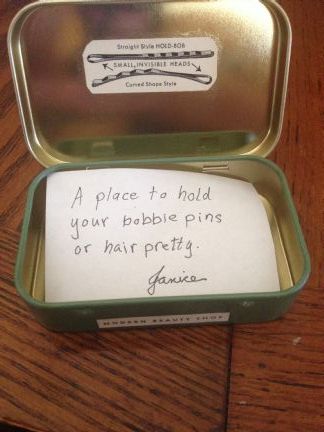 Straight Style HOLD-BOB
SMALL, INVISIBLE HEADS
Curved Shape Style
A place to hold
your bobbie pins
or hair pretty.
Janice
MODERN BEAUTY SHOP